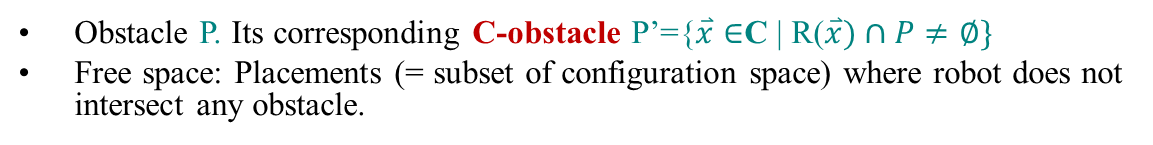 • Obstacle P. Its corresponding C-obstacle P’={x⃗ ∈C | R(x⃗) ∩ P ≠ ∅}
• Free space: Placements (= subset of configuration space) where robot does not
intersect any obstacle.